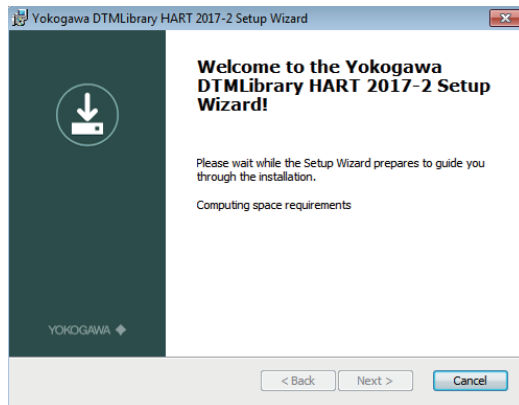 Yokogawa DTMLibrary HART 2017-2 Setup Wizard
Welcome to the Yokogawa
DTMLibrary HART 2017-2 Setup
Wizard!
Please wait while the Setup Wizard prepares to guide you
through the installation.
Computing space requirements
YOKOGAWA
< Back
Next >
Cancel